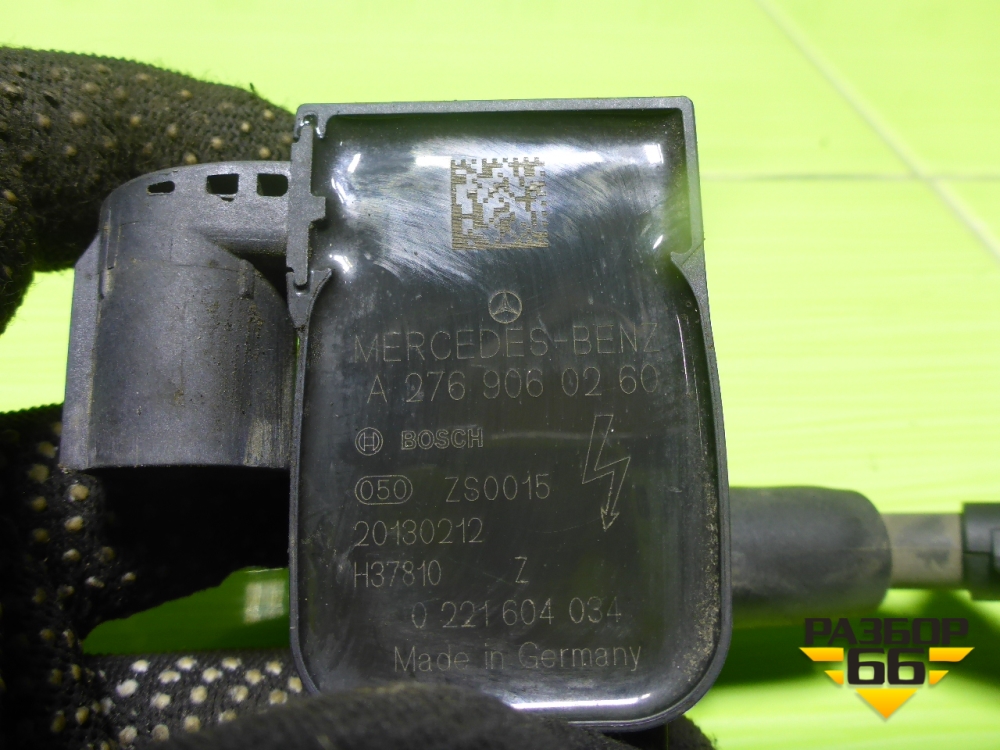 MERCEDES-BENZ
A 276 906 02 60
BOSCH
050 ZS0015
20130212
H37810 Z
0 221 604 034
Made in Germany
РАЗБОР
66